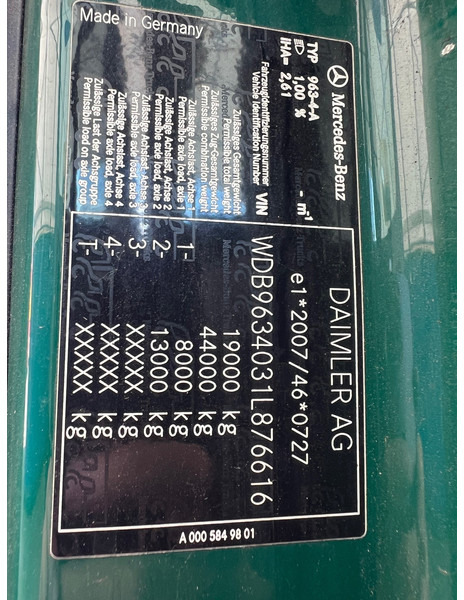 Mercedes-Benz
TYP 963-4-A
1,00 % - m⁻¹
IHA= 2,61
DAIMLER AG
e1*2007/46*0727
Fahrzeugidentifizierungsnummer
Vehicle Identification Number VIN
WDB9634031L876616
Zulässiges Gesamtgewicht
Permissible total weight
19000 kg
Zulässiges Zug-Gesamtgewicht
Permissible combination weight
44000 kg
Zulässige Achslast, Achse 1
Permissible axle load, axle 1
1- 8000 kg
Zulässige Achslast, Achse 2
Permissible axle load, axle 2
2- 13000 kg
Zulässige Achslast, Achse 3
Permissible axle load, axle 3
3- XXXXX kg
Zulässige Achslast, Achse 4
Permissible axle load, axle 4
4- XXXXX kg
Zulässige Last der Achsgruppe
Permissible load on axle group
T- XXXXX kg
Made in Germany
A 000 584 98 01